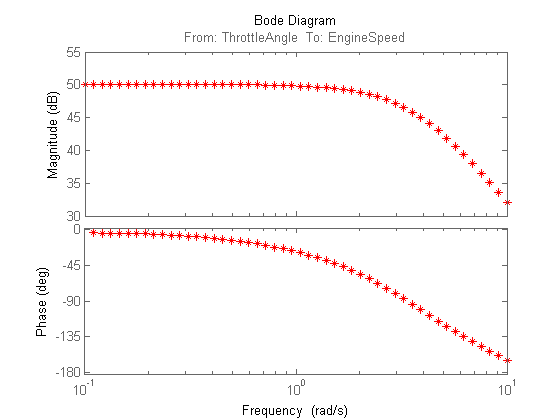 Bode Diagram
From: ThrottleAngle To: EngineSpeed
55
50
45
40
35
30
Magnitude (dB)
0
-45
-90
-135
-180
Phase (deg)
10^-1
10^0
10^1
Frequency (rad/s)